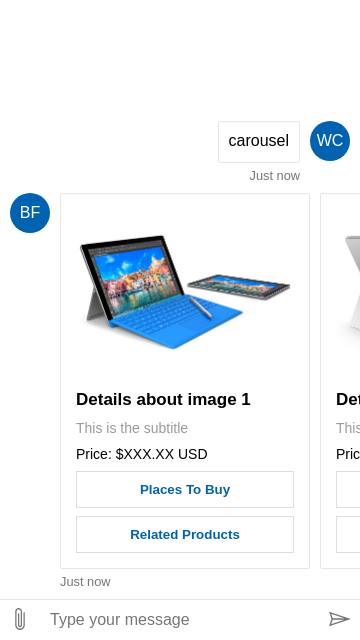 carousel
WC
Just now
BF
Details about image 1
Det
This is the subtitle
This
Price: $XXX.XX USD
Pric
Places To Buy
Related Products
Just now
Type your message